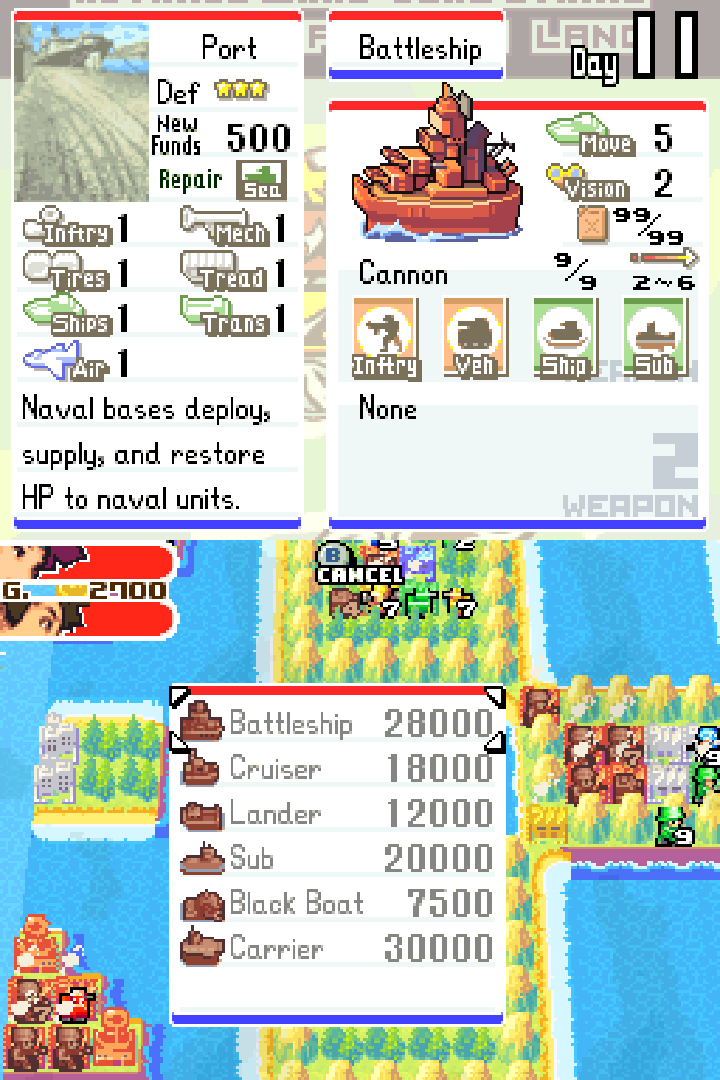 Port
Def
New Funds 500
Repair Sea
Inftry 1 Mech 1
Tires 1 Tread 1
Ships 1 Trans 1
Air 1
Naval bases deploy,
supply, and restore
HP to naval units.
Battleship
Day 11
Move 5
Vision 2
99/99
Cannon 9/9 2~6
Inftry Veh Ship Sub
None
2
WEAPON
B
CANCEL
G. 2700
7 7
Battleship 28000
Cruiser 18000
Lander 12000
Sub 20000
Black Boat 7500
Carrier 30000
9